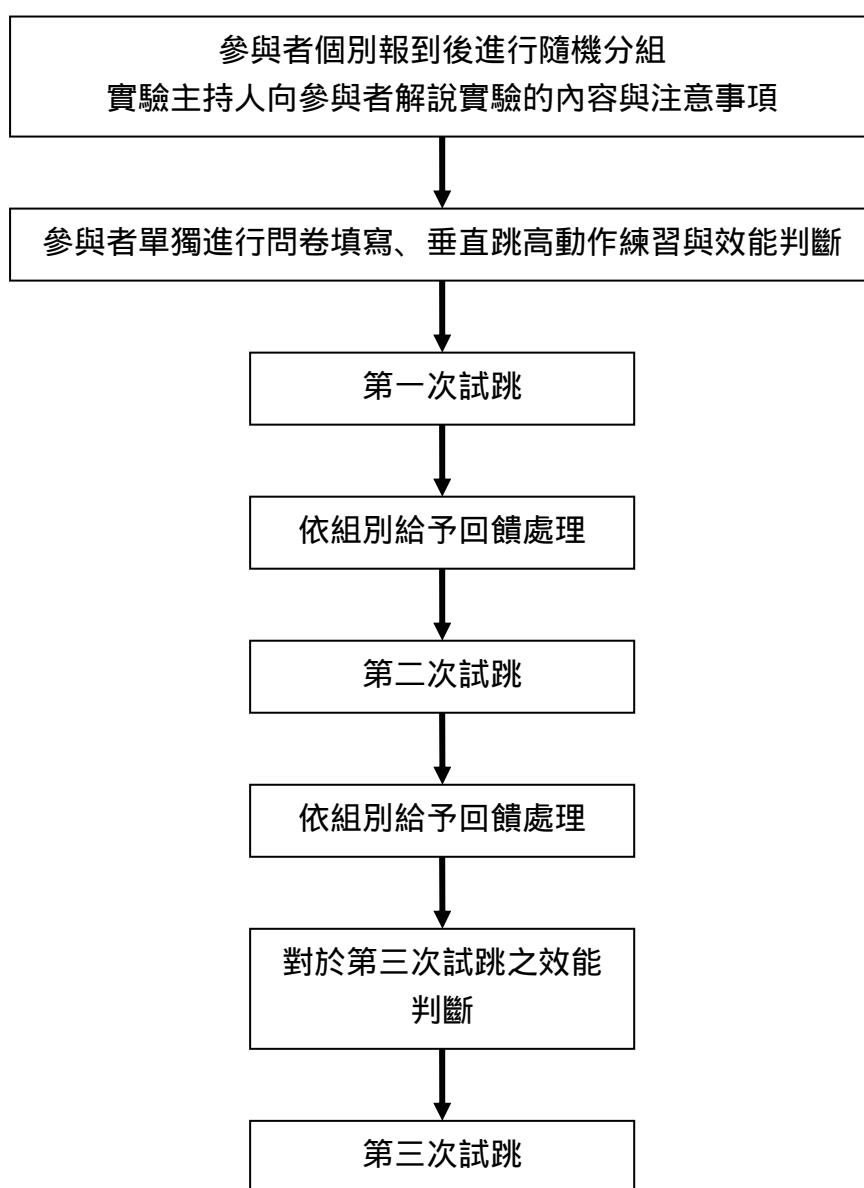 參與者個別報到後進行隨機分組
實驗主持人向參與者解說實驗的內容與注意事項
參與者單獨進行問卷填寫、垂直跳高動作練習與效能判斷
第一次試跳
依組別給予回饋處理
第二次試跳
依組別給予回饋處理
對於第三次試跳之效能
判斷
第三次試跳